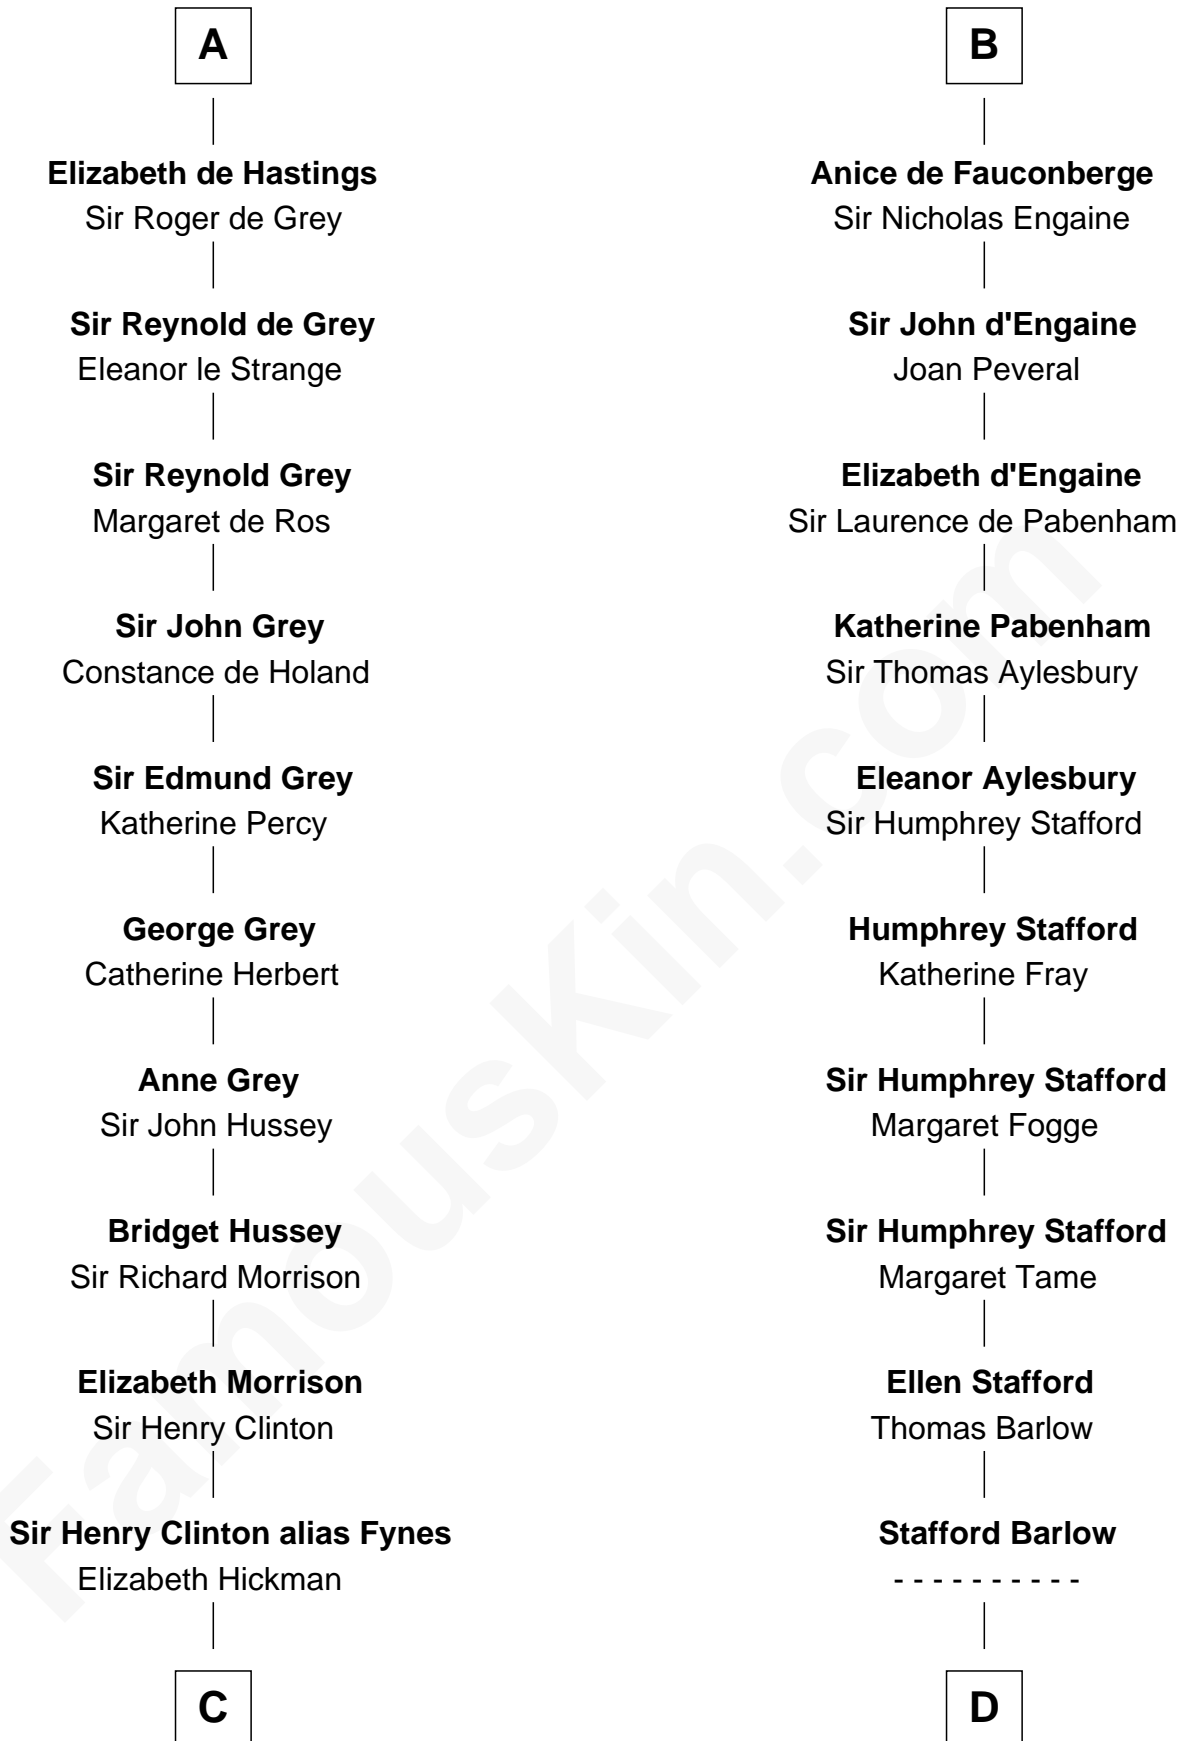 A
Elizabeth de Hastings
Sir Roger de Grey
Sir Reynold de Grey
Eleanor le Strange
Sir Reynold Grey
Margaret de Ros
Sir John Grey
Constance de Holand
Sir Edmund Grey
Katherine Percy
George Grey
Catherine Herbert
Anne Grey
Sir John Hussey
Bridget Hussey
Sir Richard Morrison
Elizabeth Morrison
Sir Henry Clinton
Sir Henry Clinton alias Fynes
Elizabeth Hickman
C
B
Anice de Fauconberge
Sir Nicholas Engaine
Sir John d'Engaine
Joan Peveral
Elizabeth d'Engaine
Sir Laurence de Pabenham
Katherine Pabenham
Sir Thomas Aylesbury
Eleanor Aylesbury
Sir Humphrey Stafford
Humphrey Stafford
Katherine Fray
Sir Humphrey Stafford
Margaret Fogge
Sir Humphrey Stafford
Margaret Tame
Ellen Stafford
Thomas Barlow
Stafford Barlow
- - - - - - - - - -
D
FamousKin.com